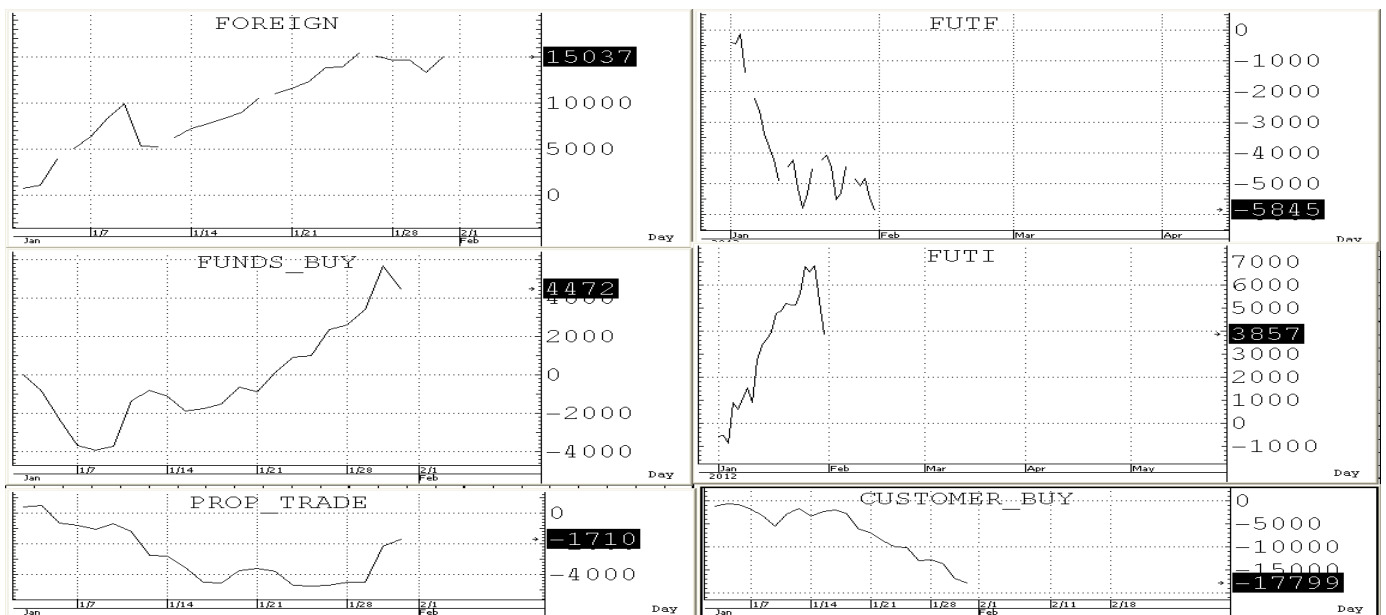 FOREIGN
15037
10000
5000
0
Jan 1/7 1/14 1/21 1/28 2/1 Feb
Day
FUTF
0
-1000
-2000
-3000
-4000
-5000
-5845
Jan Feb Mar Apr
Day
FUNDS_BUY
4472
4000
2000
0
-2000
-4000
Jan 1/7 1/14 1/21 1/28 2/1 Feb
Day
FUTI
7000
6000
5000
3857
3000
2000
1000
0
-1000
Jan Feb Mar Apr May
2012
Day
PROP_TRADE
0
-1710
-4000
Jan 1/7 1/14 1/21 1/28 2/1 Feb
Day
CUSTOMER_BUY
0
-5000
-10000
-15000
-17799
Jan 1/7 1/14 1/21 1/28 2/1 Feb 2/11 2/18
Day